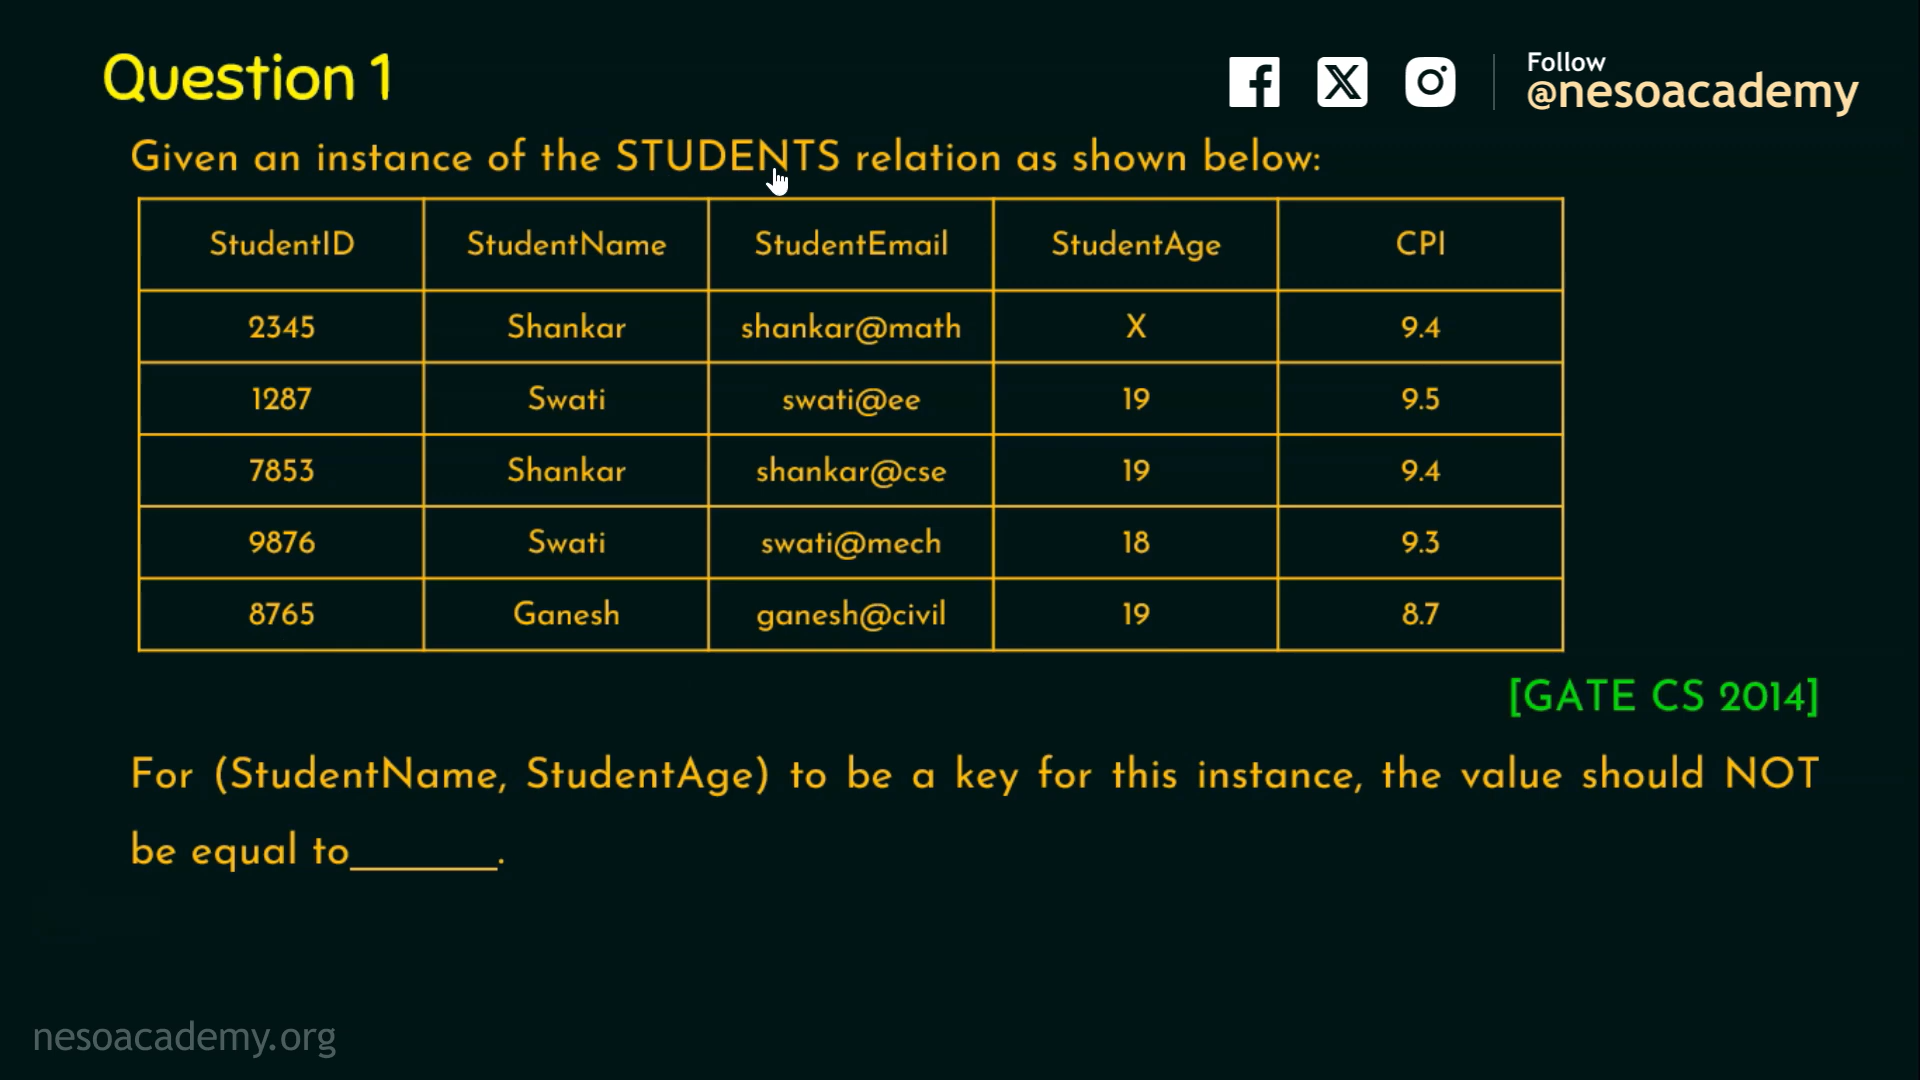 Question 1
Follow
@nesoacademy
Given an instance of the STUDENTS relation as shown below:
StudentID StudentName StudentEmail StudentAge CPI
2345 Shankar shankar@math X 9.4
1287 Swati swati@ee 19 9.5
7853 Shankar shankar@cse 19 9.4
9876 Swati swati@mech 18 9.3
8765 Ganesh ganesh@civil 19 8.7
[GATE CS 2014]
For (StudentName, StudentAge) to be a key for this instance, the value should NOT
be equal to_______.
nesoacademy.org